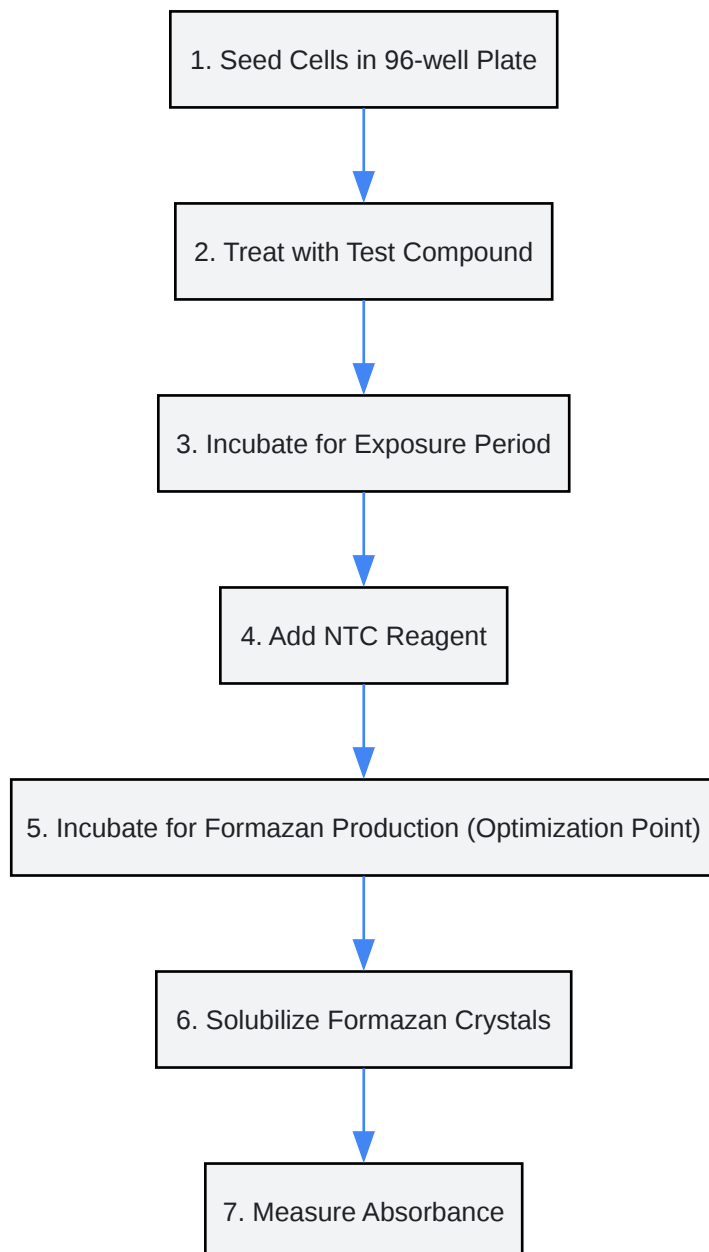 1. Seed Cells in 96-well Plate
2. Treat with Test Compound
3. Incubate for Exposure Period
4. Add NTC Reagent
5. Incubate for Formazan Production (Optimization Point)
6. Solubilize Formazan Crystals
7. Measure Absorbance